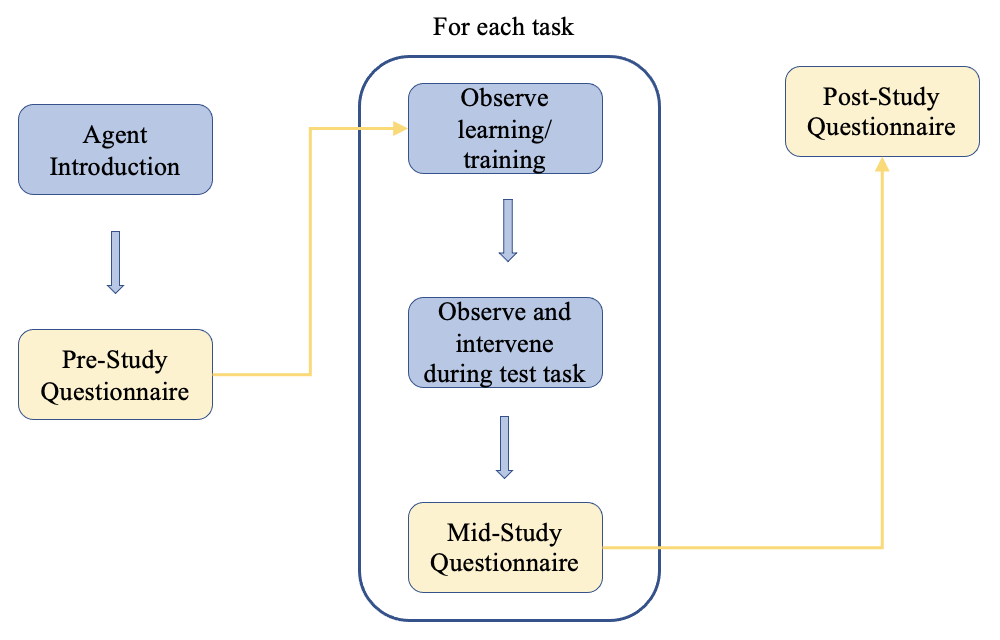 Agent
Introduction
Pre-Study
Questionnaire
For each task
Observe
learning/
training
Observe and
intervene
during test task
Mid-Study
Questionnaire
Post-Study
Questionnaire